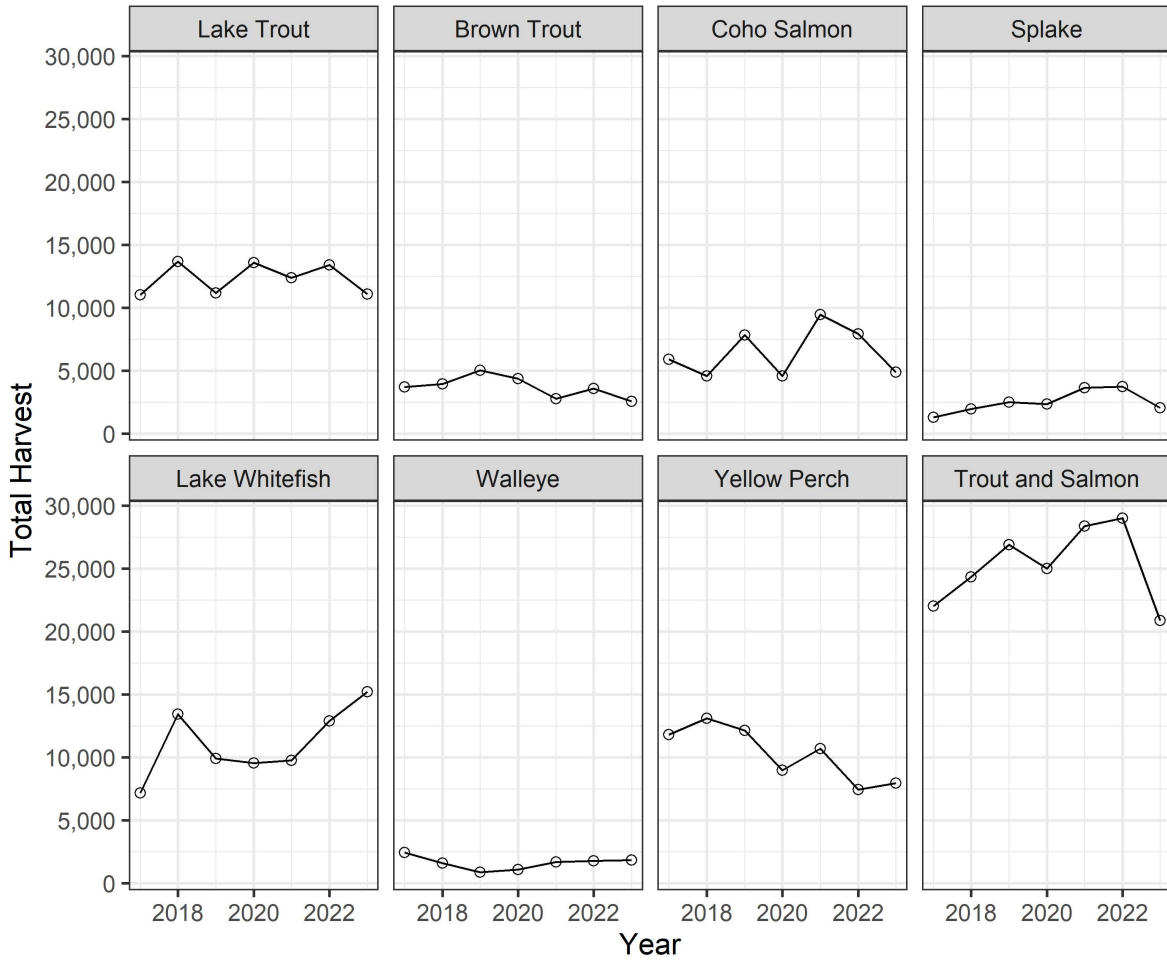 Lake Trout
Brown Trout
Coho Salmon
Splake
30,000
25,000
20,000
15,000
10,000
5,000
0
Lake Whitefish
Walleye
Yellow Perch
Trout and Salmon
30,000
25,000
20,000
15,000
10,000
5,000
0
2018 2020 2022
2018 2020 2022
2018 2020 2022
2018 2020 2022
Total Harvest
Year